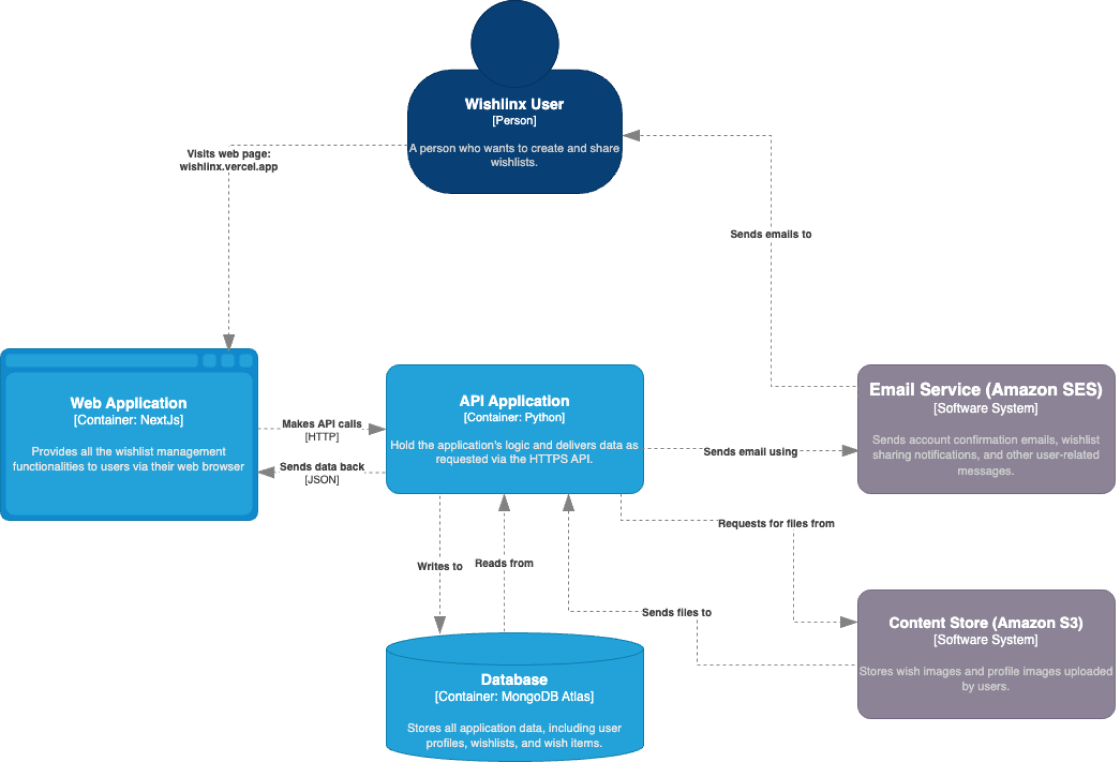 Wishlinx User
[Person]
A person who wants to create and share
wishlists.
Visits web page:
wishlinx.vercel.app
Sends emails to
Web Application
[Container: NextJs]
Provides all the wishlist management
functionalities to users via their web browser
Makes API calls
[HTTP]
Sends data back
[JSON]
API Application
[Container: Python]
Hold the application's logic and delivers data as
requested via the HTTPS API.
Sends email using
Email Service (Amazon SES)
[Software System]
Sends account confirmation emails, wishlist
sharing notifications, and other user-related
messages.
Requests for files from
Writes to
Reads from
Sends files to
Content Store (Amazon S3)
[Software System]
Stores wish images and profile images uploaded
by users.
Database
[Container: MongoDB Atlas]
Stores all application data, including user
profiles, wishlists, and wish items.